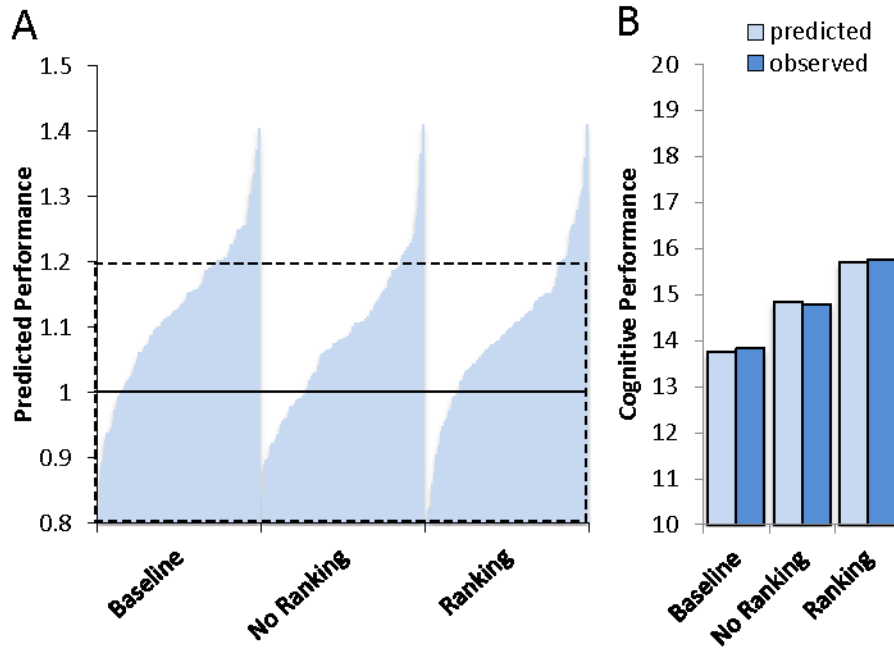 A
Predicted Performance
1.5
1.4
1.3
1.2
1.1
1
0.9
0.8
Baseline
No Ranking
Ranking
B
predicted
observed
Cognitive Performance
20
19
18
17
16
15
14
13
12
11
10
Baseline
No Ranking
Ranking